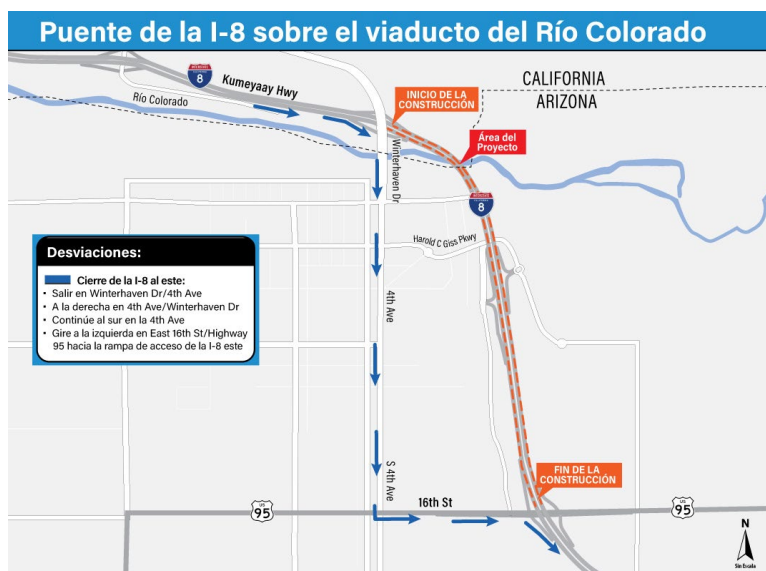 Puente de la I-8 sobre el viaducto del Río Colorado
INTERSTATE
8
Kumeyaay Hwy
Río Colorado
INICIO DE LA
CONSTRUCCIÓN
CALIFORNIA
ARIZONA
Área del
Proyecto
Winterhaven Dr
8
Harold C Giss Pkwy
Desviaciones:
Cierre de la I-8 al este:
• Salir en Winterhaven Dr/4th Ave
• A la derecha en 4th Ave/Winterhaven Dr
• Continúe al sur en la 4th Ave
• Gire a la izquierda en East 16th St/Highway
95 hacia la rampa de acceso de la I-8 este
4th Ave
S 4th Ave
FIN DE LA
CONSTRUCCIÓN
16th St
US
95
US
95
N
Sin Escala